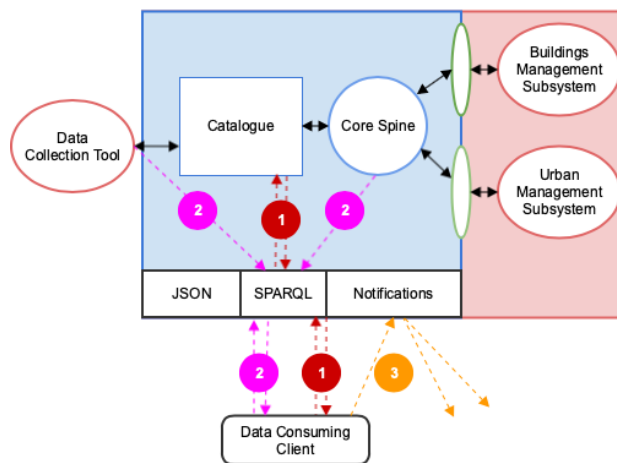 Buildings
Management
Subsystem
Data
Collection Tool
Catalogue
Core Spine
Urban
Management
Subsystem
2
1
2
JSON
SPARQL
Notifications
2
1
3
Data Consuming
Client